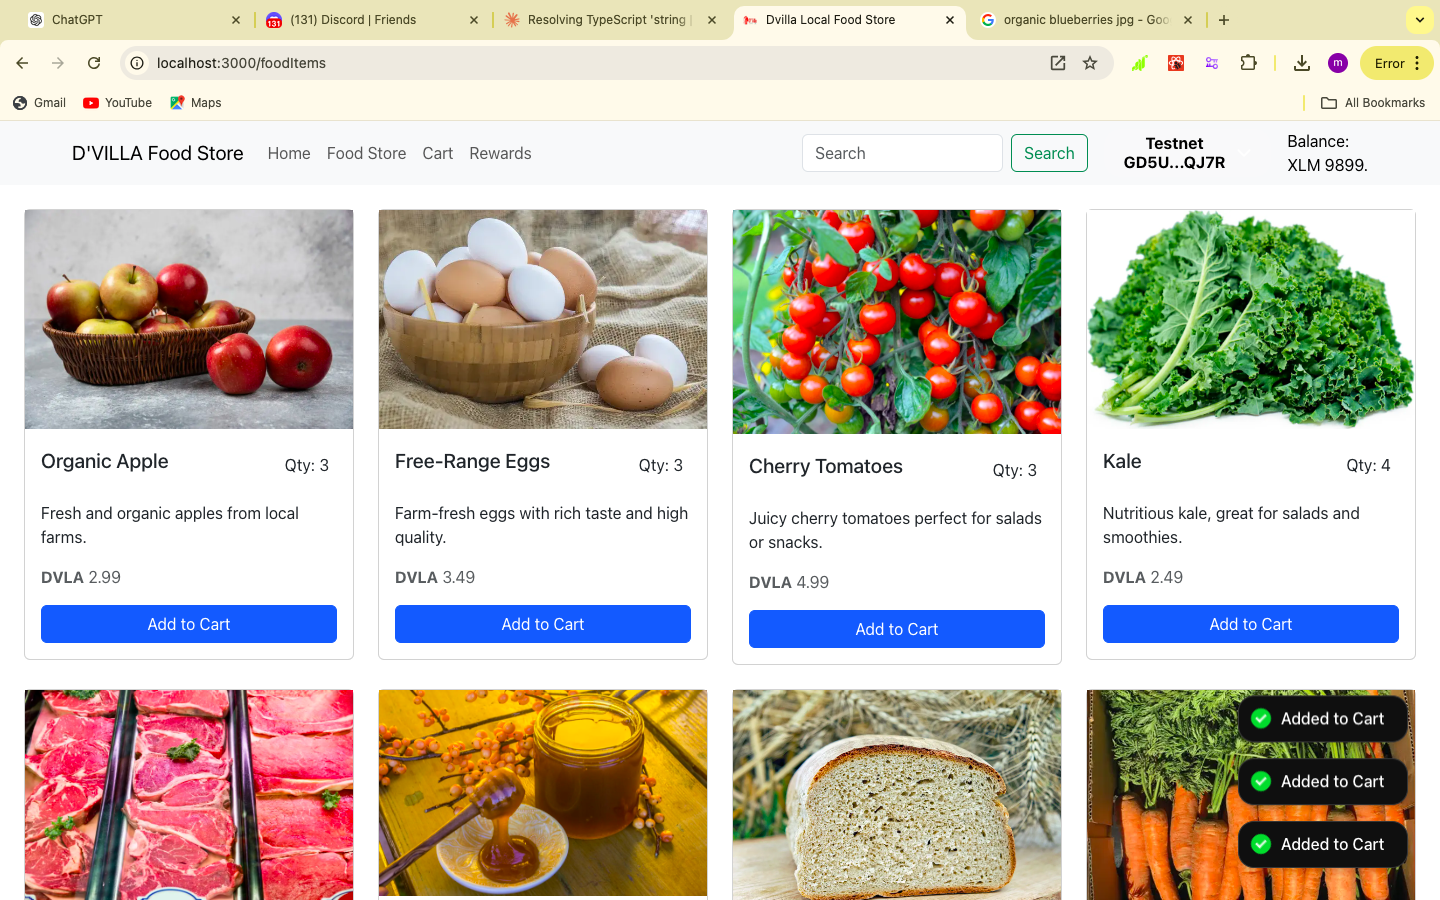 ChatGPT
(131) Discord | Friends
Resolving TypeScript 'string |
Dvilla Local Food Store
organic blueberries jpg - Goo
localhost:3000/foodItems
m
Error
Gmail
YouTube
Maps
All Bookmarks
D'VILLA Food Store
Home
Food Store
Cart
Rewards
Search
Search
Testnet
GD5U...QJ7R
Balance:
XLM 9899.
Organic Apple
Qty: 3
Fresh and organic apples from local
farms.
DVLA 2.99
Add to Cart
Free-Range Eggs
Qty: 3
Farm-fresh eggs with rich taste and high
quality.
DVLA 3.49
Add to Cart
Cherry Tomatoes
Qty: 3
Juicy cherry tomatoes perfect for salads
or snacks.
DVLA 4.99
Add to Cart
Kale
Qty: 4
Nutritious kale, great for salads and
smoothies.
DVLA 2.49
Add to Cart
Added to Cart
Added to Cart
Added to Cart